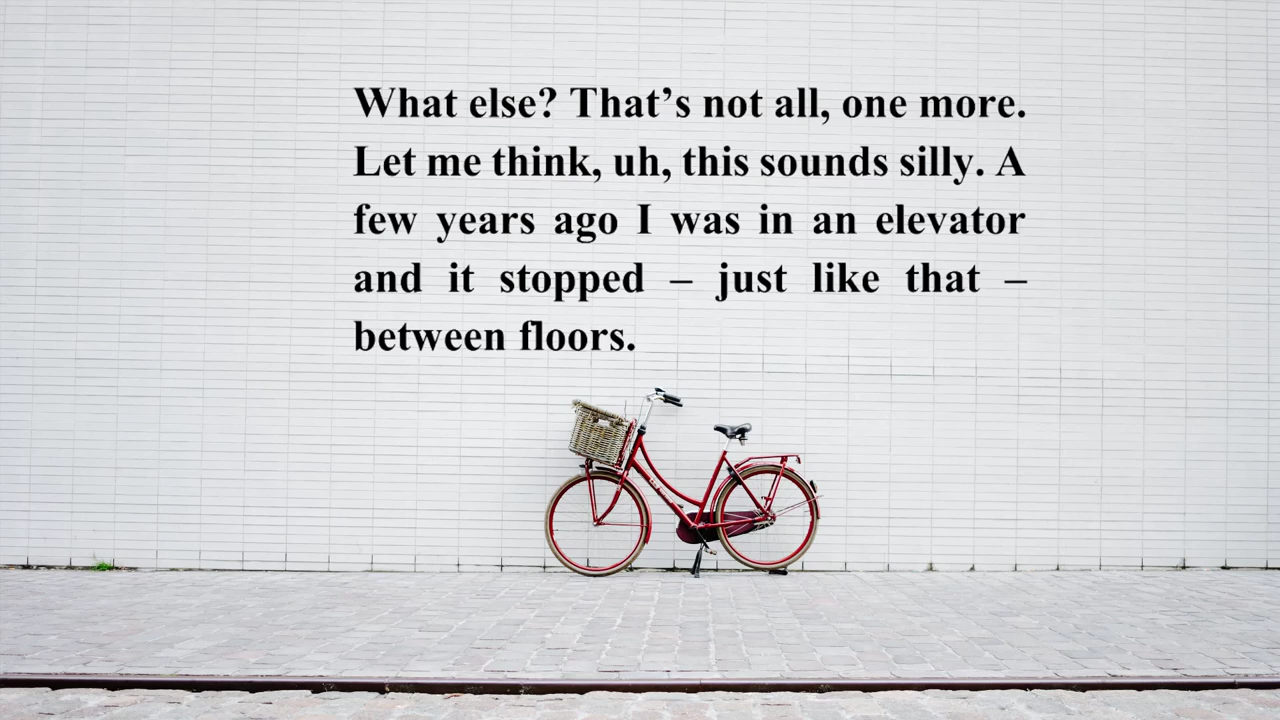 What else? That’s not all, one more.
Let me think, uh, this sounds silly. A
few years ago I was in an elevator
and it stopped – just like that –
between floors.